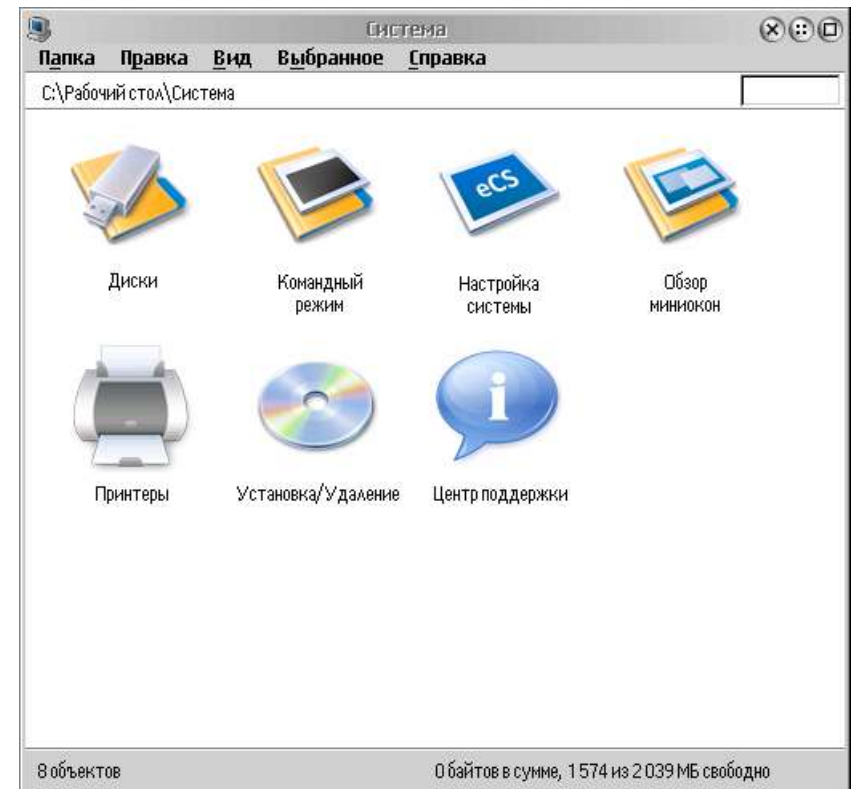 Система
Папка Правка Вид Выбранное Справка
C:\Рабочий стол\Система
eCS
Диски
Командный
режим
Настройка
системы
Обзор
миниокон
Принтеры
Установка/Удаление
Центр поддержки
8 объектов
0 байтов в сумме, 1 574 из 2 039 МБ свободно